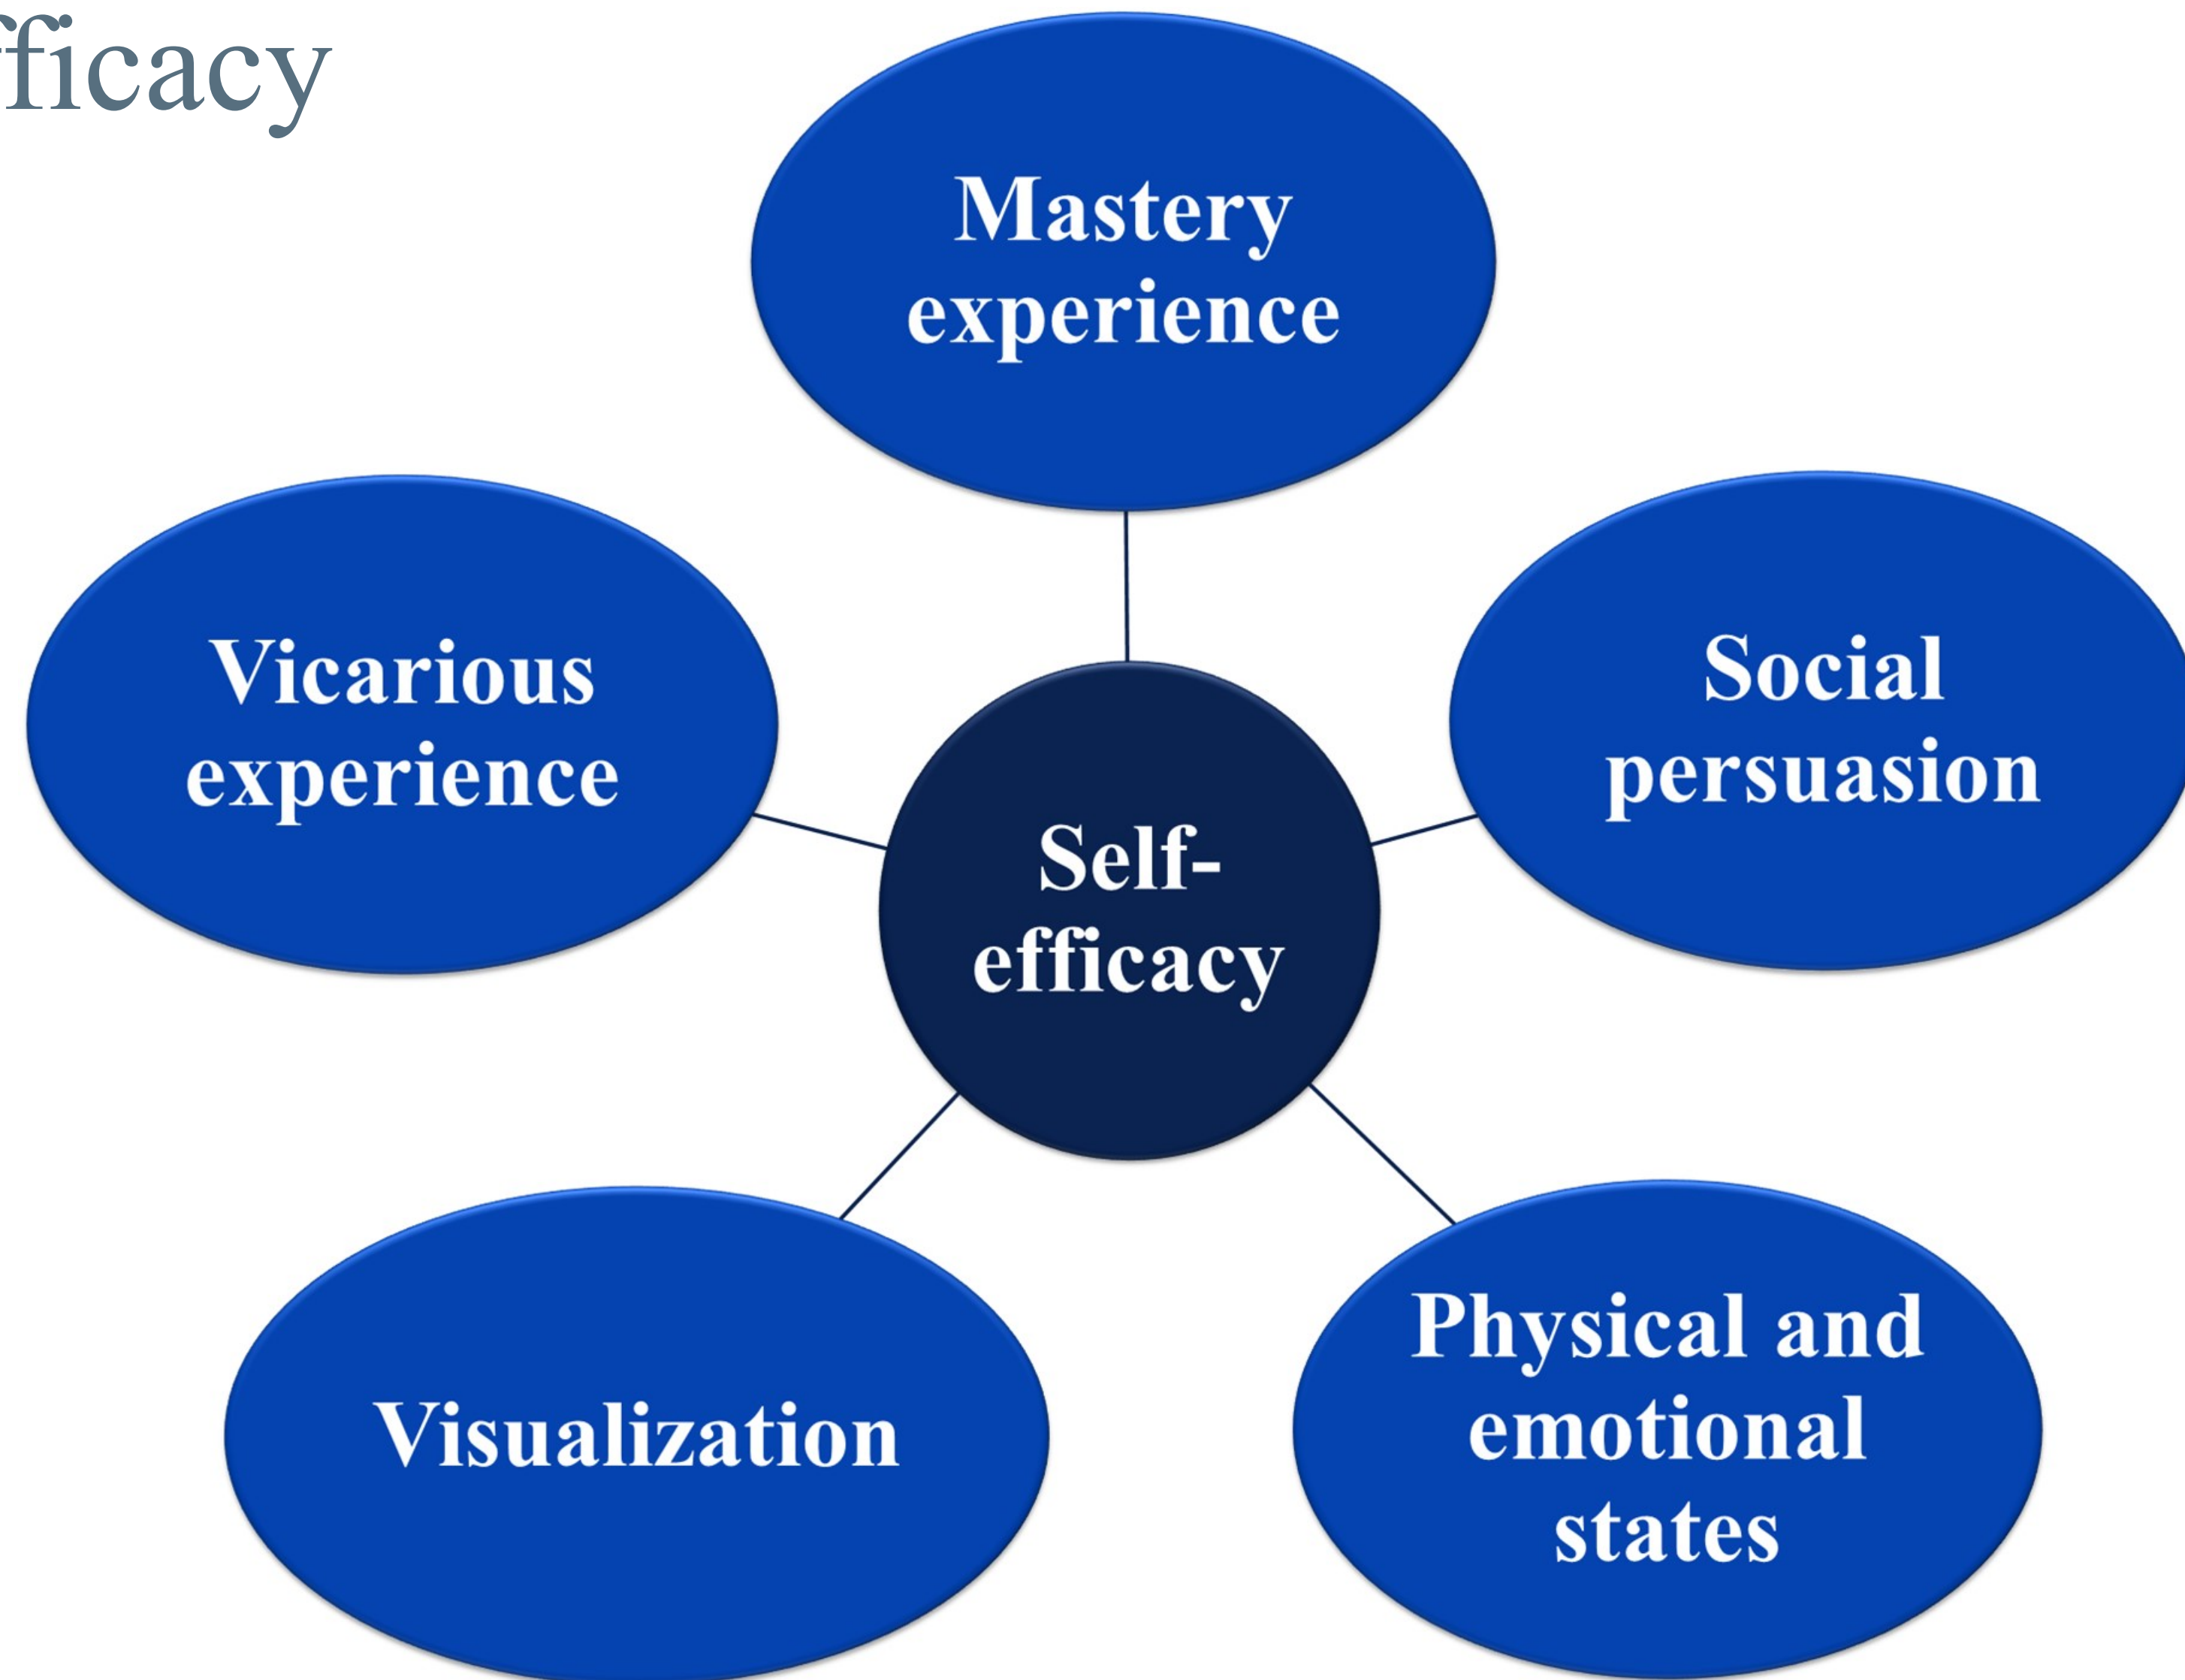 fficacy
Mastery
experience
Vicarious
experience
Social
persuasion
Self-
efficacy
Visualization
Physical and
emotional
states